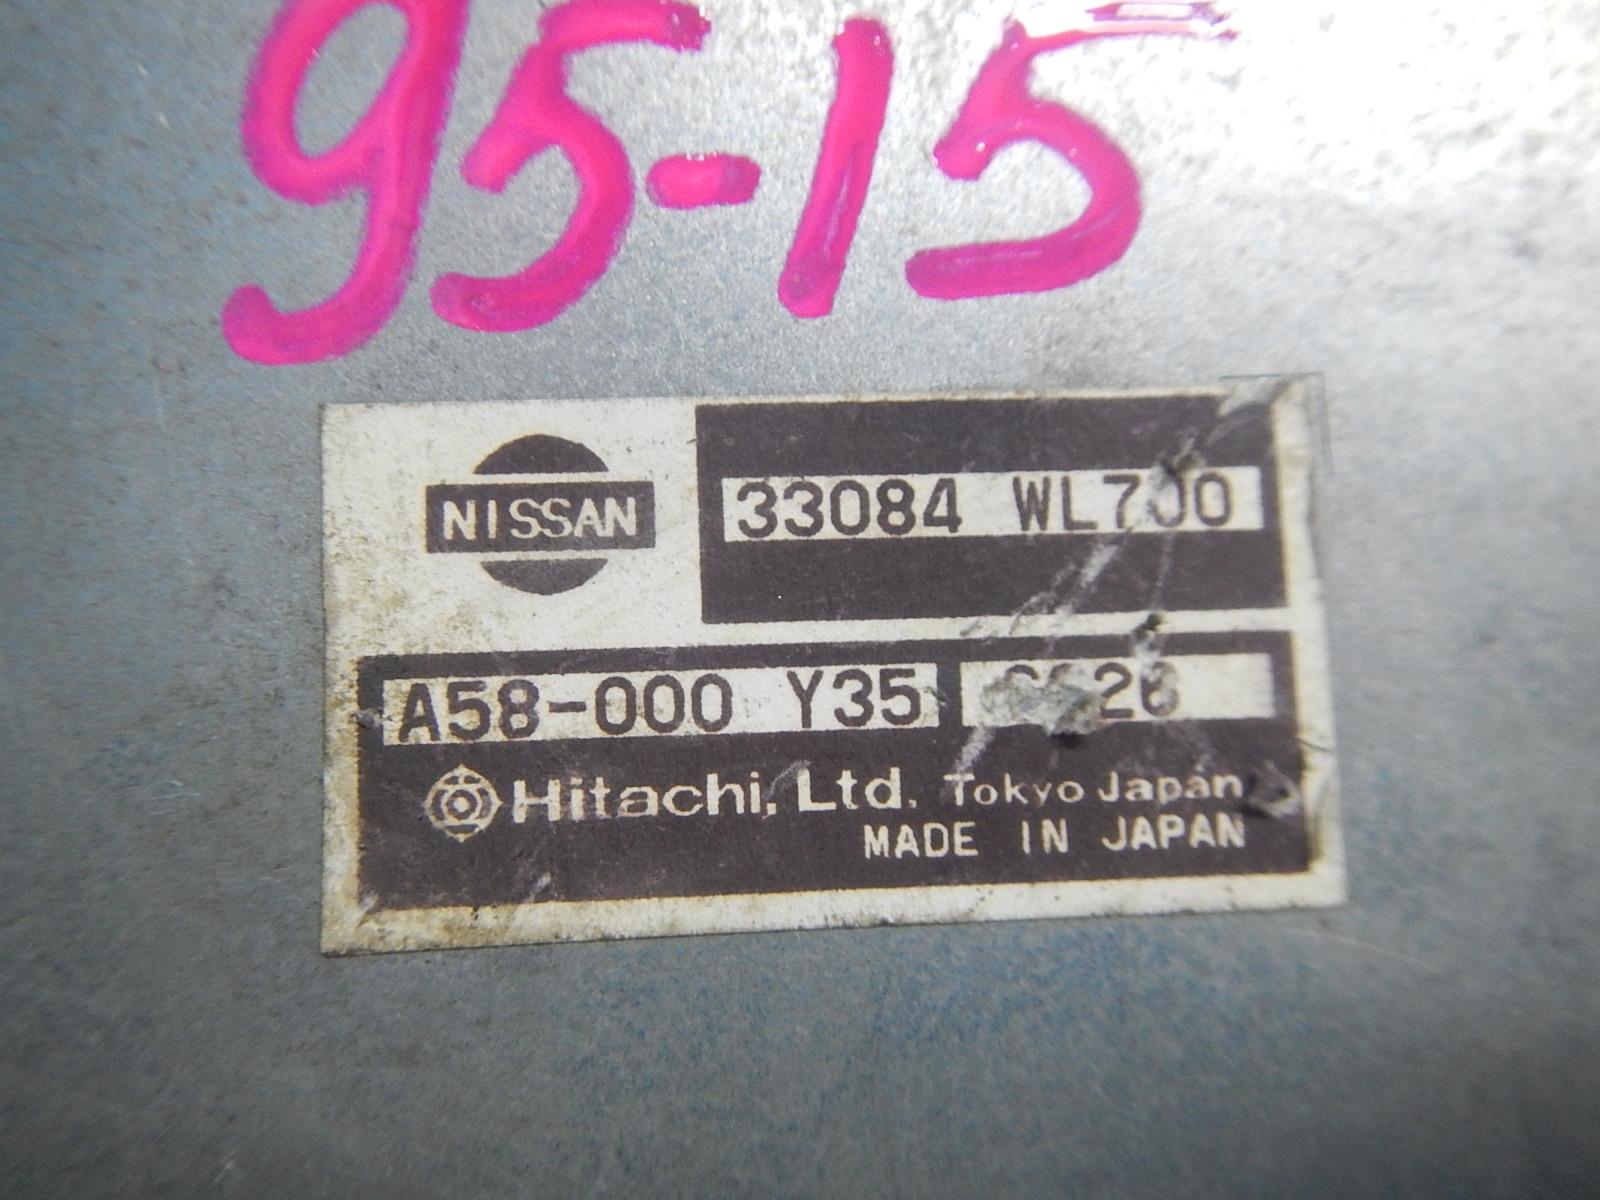 95-15
NISSAN
33084 WL700
A58-000 Y35
Hitachi, Ltd. Tokyo Japan
MADE IN JAPAN